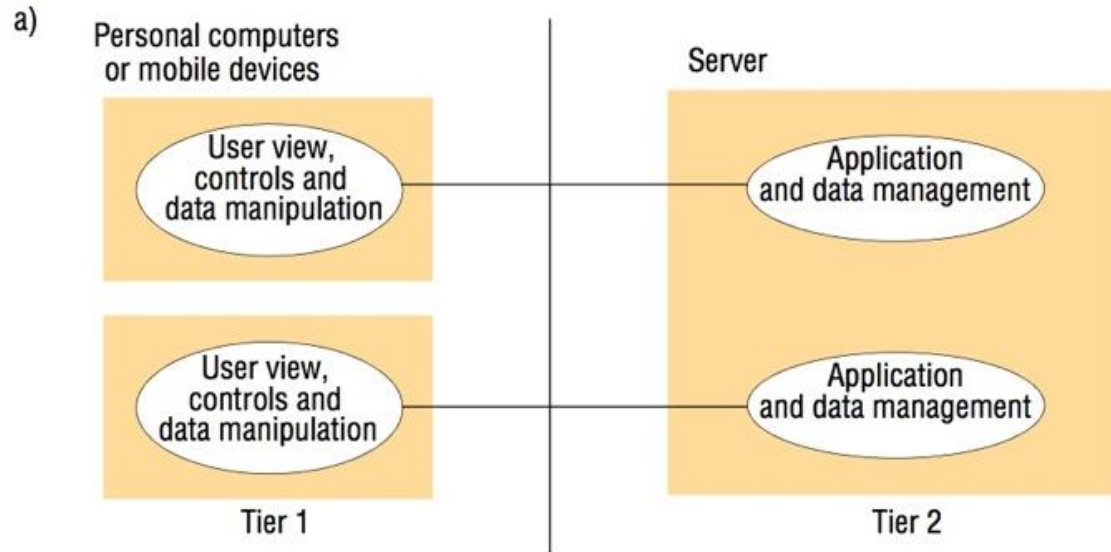 a)
Personal computers
or mobile devices
Server
User view,
controls and
data manipulation
Application
and data management
User view,
controls and
data manipulation
Application
and data management
Tier 1
Tier 2